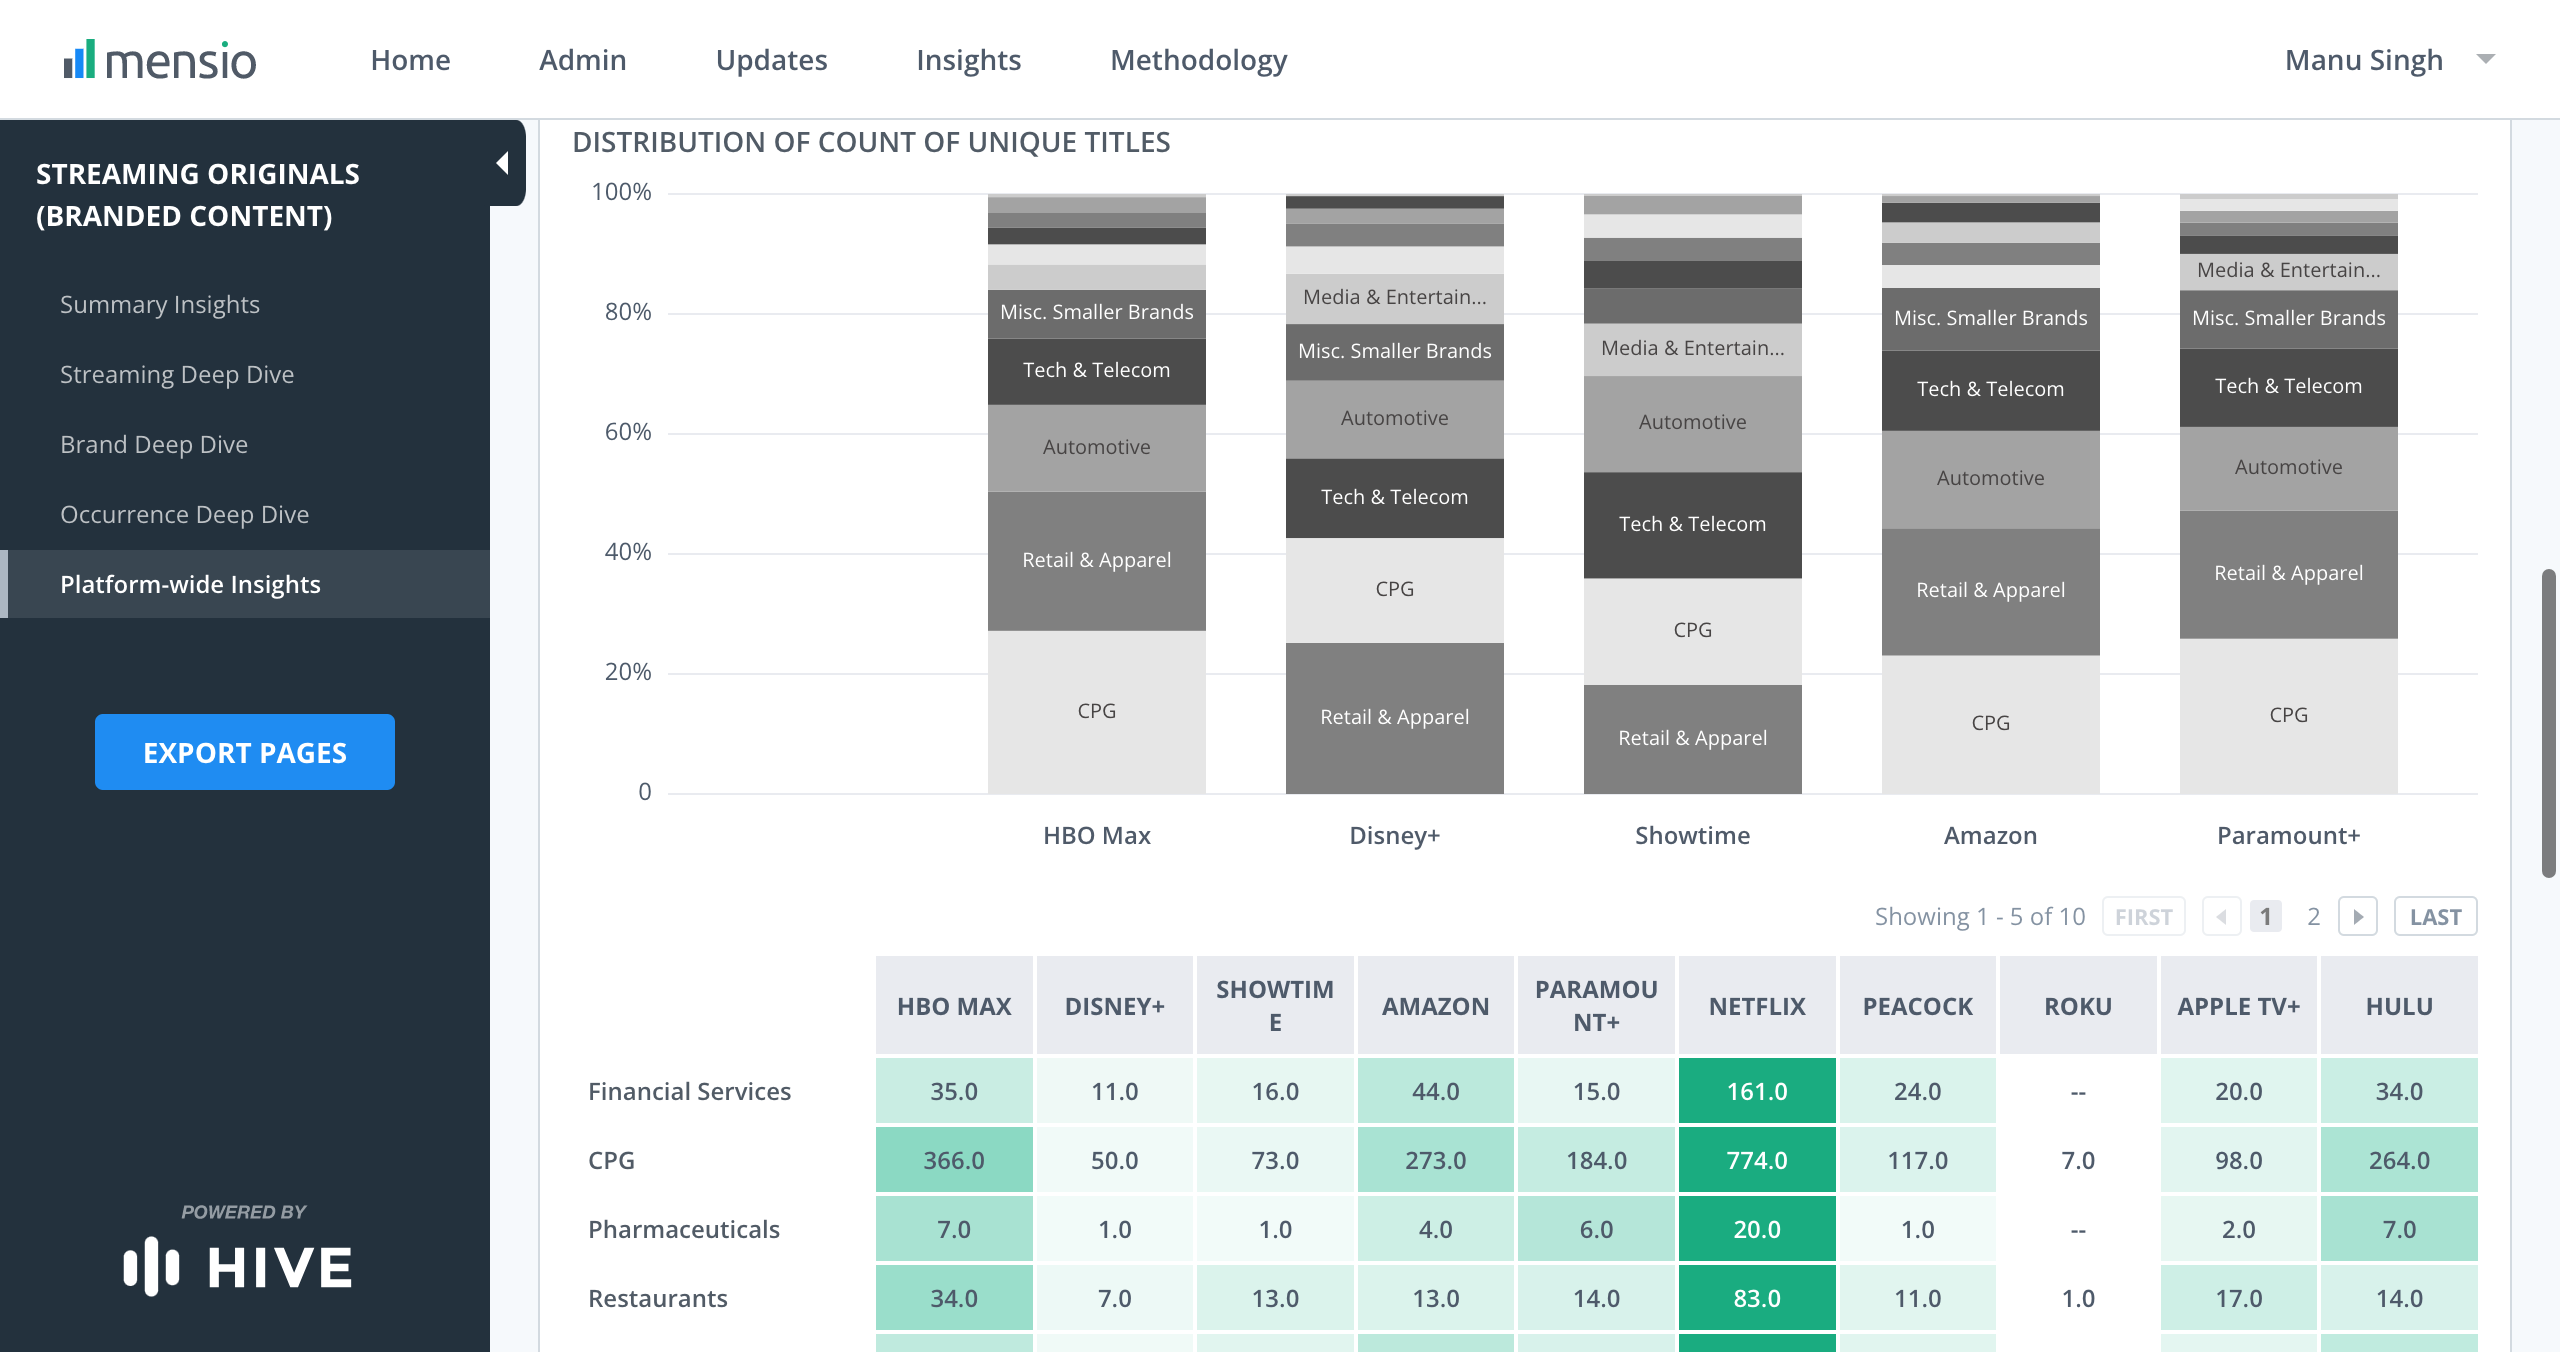 mensio
Home
Admin
Updates
Insights
Methodology
Manu Singh
STREAMING ORIGINALS
(BRANDED CONTENT)
Summary Insights
Streaming Deep Dive
Brand Deep Dive
Occurrence Deep Dive
Platform-wide Insights
EXPORT PAGES
POWERED BY
HIVE
DISTRIBUTION OF COUNT OF UNIQUE TITLES
100%
80%
60%
40%
20%
0
Misc. Smaller Brands
Tech & Telecom
Automotive
Retail & Apparel
CPG
HBO Max
Media & Entertain...
Misc. Smaller Brands
Automotive
Tech & Telecom
CPG
Retail & Apparel
Disney+
Media & Entertain...
Automotive
Tech & Telecom
CPG
Retail & Apparel
Showtime
Misc. Smaller Brands
Tech & Telecom
Automotive
Retail & Apparel
CPG
Amazon
Media & Entertain...
Misc. Smaller Brands
Tech & Telecom
Automotive
Retail & Apparel
CPG
Paramount+
Showing 1 - 5 of 10 FIRST 1 2 LAST
HBO MAX DISNEY+ SHOWTIM
E AMAZON PARAMOU
NT+ NETFLIX PEACOCK ROKU APPLE TV+ HULU
Financial Services 35.0 11.0 16.0 44.0 15.0 161.0 24.0 -- 20.0 34.0
CPG 366.0 50.0 73.0 273.0 184.0 774.0 117.0 7.0 98.0 264.0
Pharmaceuticals 7.0 1.0 1.0 4.0 6.0 20.0 1.0 -- 2.0 7.0
Restaurants 34.0 7.0 13.0 13.0 14.0 83.0 11.0 1.0 17.0 14.0